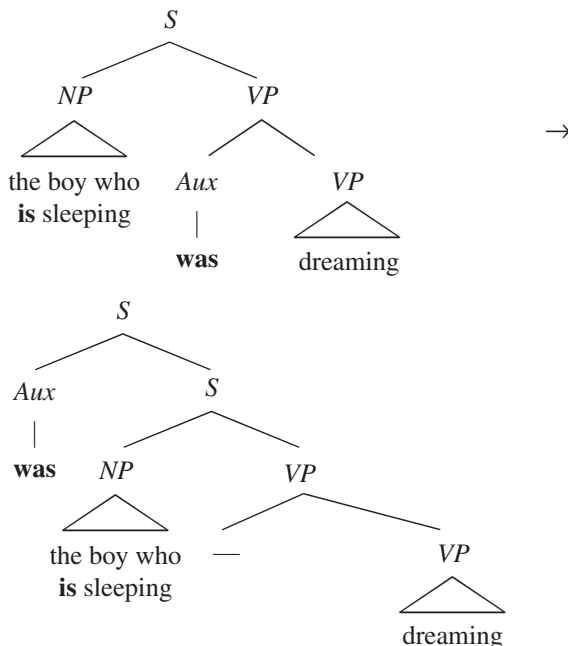 S
NP VP
→
the boy who Aux VP
is sleeping
was dreaming
S
Aux S
was NP VP
the boy who — VP
is sleeping
dreaming